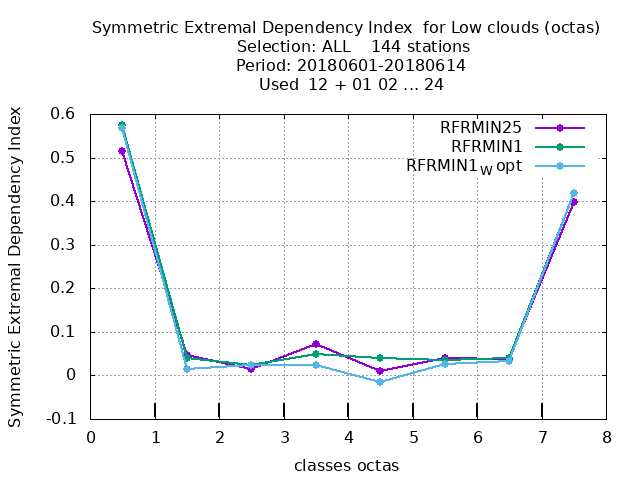 Symmetric Extremal Dependency Index  for Low clouds (octas)
Selection: ALL    144 stations
Period: 20180601-20180614
Used  12 + 01 02 ... 24
Symmetric Extremal Dependency Index
0.6
0.5
0.4
0.3
0.2
0.1
0
-0.1
RFRMIN25
RFRMIN1
RFRMIN1W opt
0 1 2 3 4 5 6 7 8
classes octas